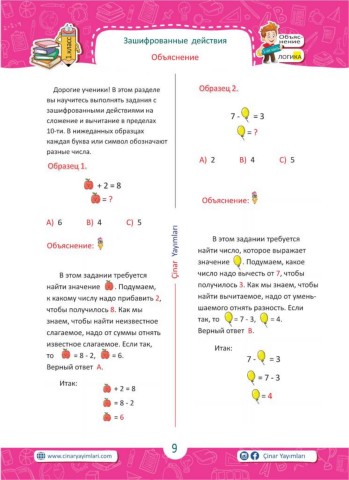 1 класс
Зашифрованные действия
Объяснение
Объяс
нение
ЛОГИКА
Дорогие ученики! В этом разделе
вы научитесь выполнять задания с
зашифрованными действиями на
сложение и вычитание в пределах
10-ти. В нижеданных образцах
каждая буква или символ обозначают
разные числа.
Образец 1.
+ 2 = 8
= ?
А) 6 В) 4 С) 5
Объяснение:
В этом задании требуется
найти значение . Подумаем,
к какому числу надо прибавить 2,
чтобы получилось 8. Как мы
знаем, чтобы найти неизвестное
слагаемое, надо от суммы отнять
известное слагаемое. Если так,
то = 8 - 2, = 6.
Верный ответ А.
Итак:
+ 2 = 8
= 8 - 2
= 6
Çinar Yayımları
Образец 2.
7 - = 3
= ?
А) 2 В) 4 С) 5
Объяснение:
В этом задании требуется
найти число, которое выражает
значение . Подумаем, какое
число надо вычесть от 7, чтобы
получилось 3. Как мы знаем, чтобы
найти вычитаемое, надо от умень-
шаемого отнять разность. Если
так, то = 7 - 3, = 4.
Верный ответ В.
Итак:
7 - = 3
= 7 - 3
= 4
www.cinaryayimlari.com
9
Çinar Yayımları